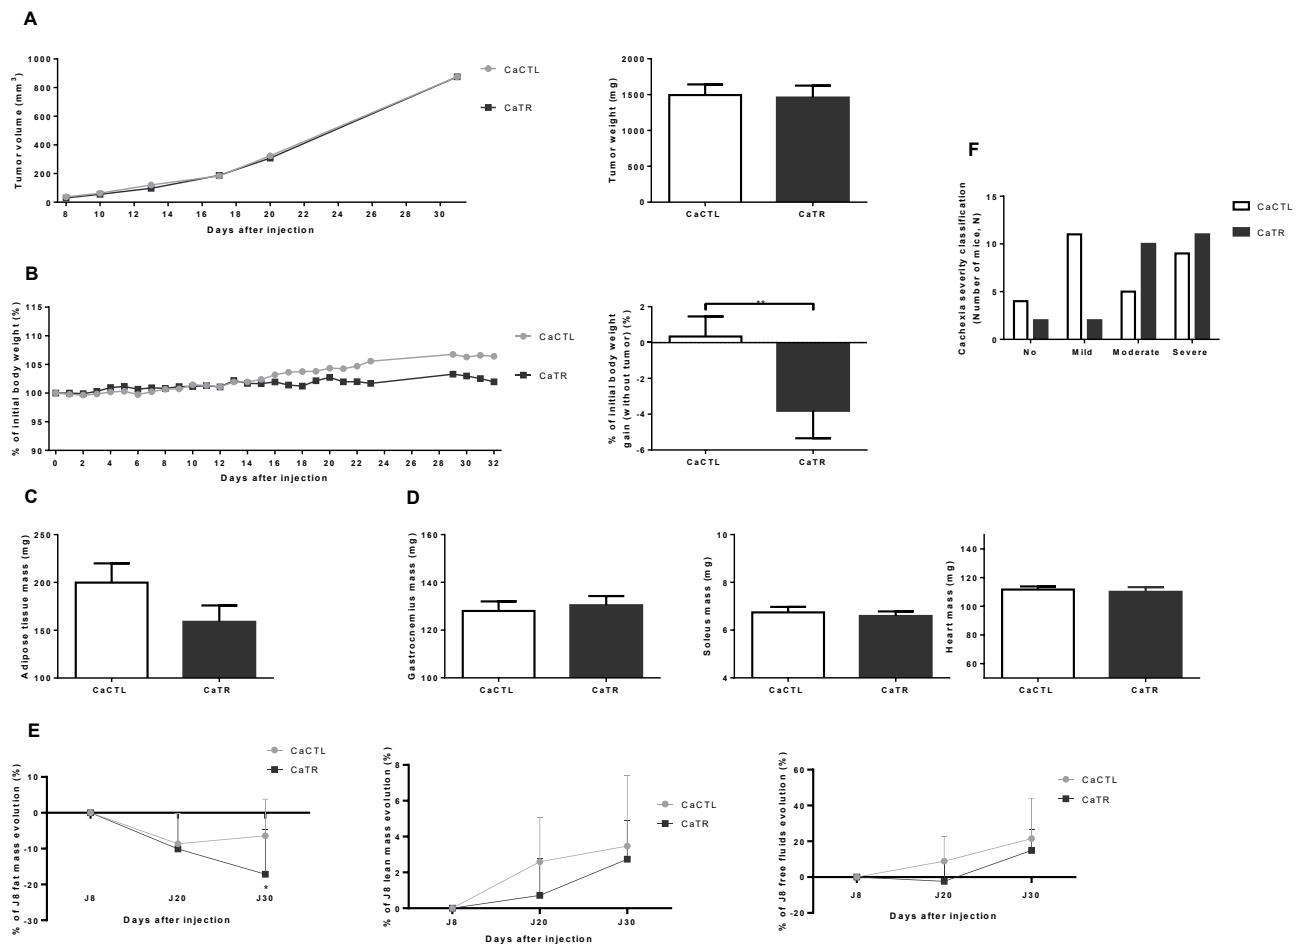 A
Tumor volume (mm³)
1000
800
600
400
200
0
8 10 12 14 16 18 20 22 24 26 28 30
Days after injection
CaCTL
CaTR
Tumor weight (mg)
2000
1500
1000
500
0
CaCTL CaTR
F
Cachexia severity classification
(Number of mice, N)
15
10
5
0
No Mild Moderate Severe
CaCTL
CaTR
B
% of initial body weight (%)
115
110
105
100
95
90
0 2 4 6 8 10 12 14 16 18 20 22 24 26 28 30 32
Days after injection
CaCTL
CaTR
% of initial body weight
gain (without tumor) (%)
2
0
-2
-4
-6
**
CaCTL CaTR
C
Adipose tissue mass (mg)
250
200
150
100
CaCTL CaTR
D
Gastrocnemius mass (mg)
160
140
120
100
CaCTL CaTR
Soleus mass (mg)
10
8
6
4
CaCTL CaTR
Heart mass (mg)
140
120
100
80
60
CaCTL CaTR
E
% of J8 fat mass evolution (%)
10
0
-10
-20
-30
J8 J20 J30
*
Days after injection
CaCTL
CaTR
% of J8 lean mass evolution (%)
8
6
4
2
0
J8 J20 J30
Days after injection
CaCTL
CaTR
% of J8 free fluids evolution (%)
60
40
20
0
-20
J8 J20 J30
Days after injection
CaCTL
CaTR